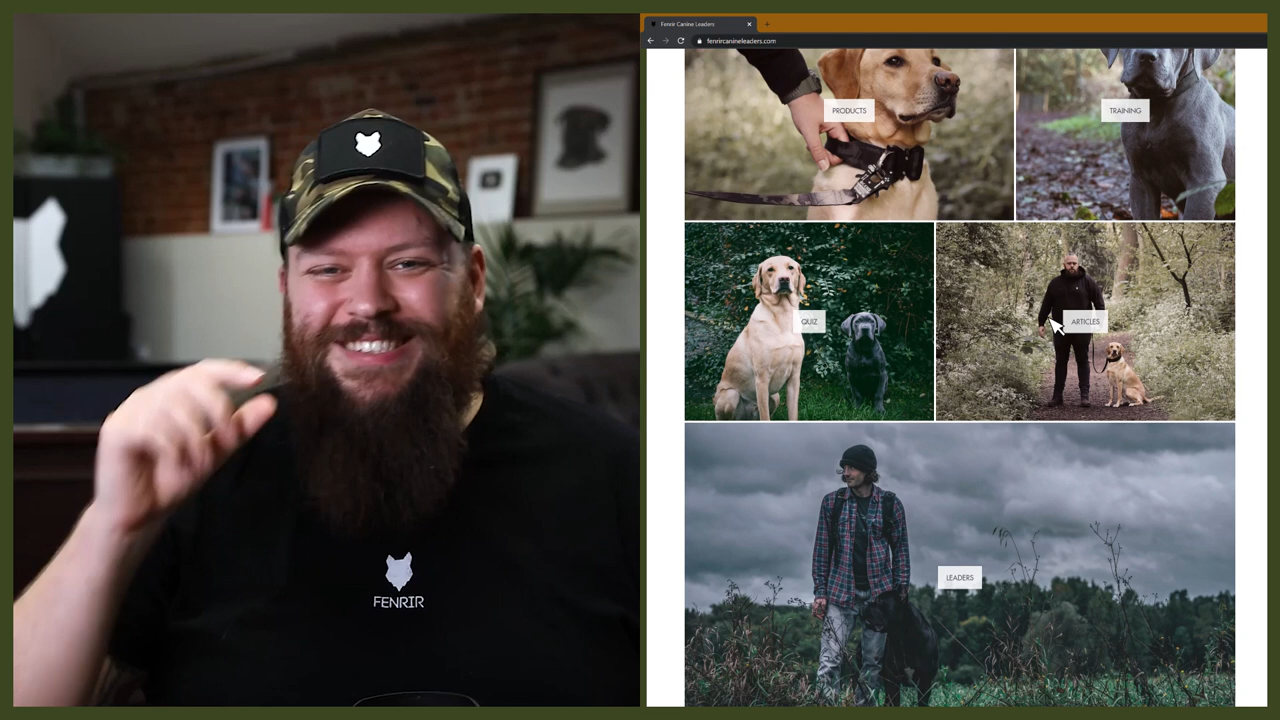 FENRIR
Fenrir Canine Leaders
fenrircanineleaders.com
PRODUCTS
TRAINING
QUIZ
ARTICLES
LEADERS